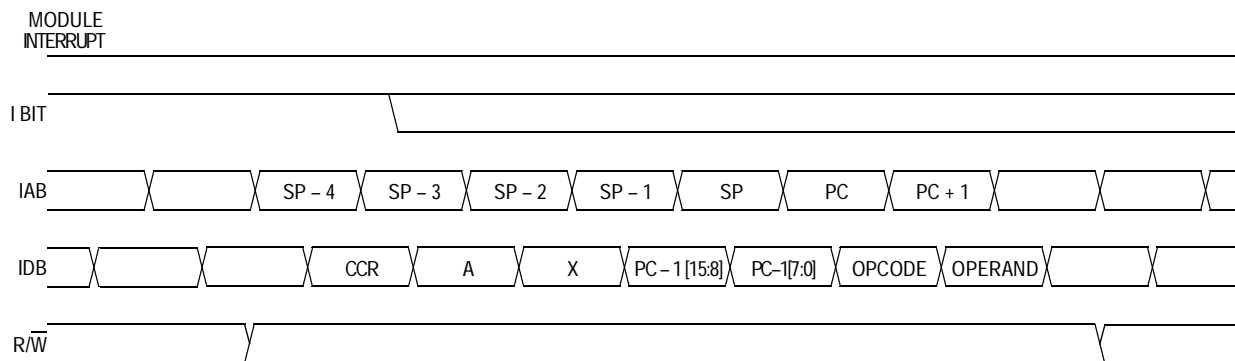 MODULE
INTERRUPT
I BIT
IAB SP – 4 SP – 3 SP – 2 SP – 1 SP PC PC + 1
IDB CCR A X PC – 1 [15:8] PC–1[7:0] OPCODE OPERAND
R/W̅